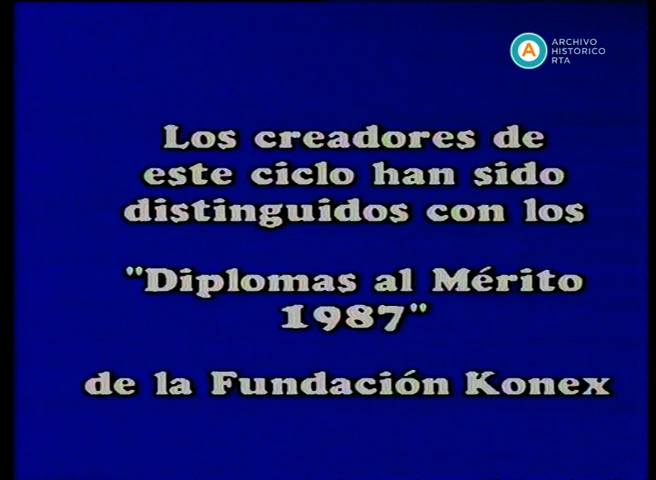 ARCHIVO
HISTORICO
RTA
A
Los creadores de
este ciclo han sido
distinguidos con los
"Diplomas al Mérito
1987"
de la Fundación Konex